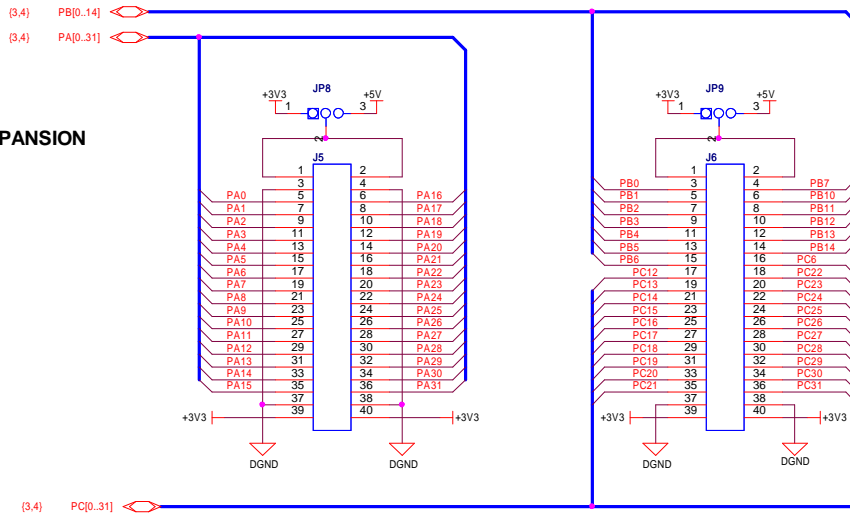 {3,4} PB[0..14]
{3,4} PA[0..31]
PANSION
JP8
+3V3 1 3 +5V
2
J5
1 2
3 4
PA0 5 6 PA16
PA1 7 8 PA17
PA2 9 10 PA18
PA3 11 12 PA19
PA4 13 14 PA20
PA5 15 16 PA21
PA6 17 18 PA22
PA7 19 20 PA23
PA8 21 22 PA24
PA9 23 24 PA25
PA10 25 26 PA26
PA11 27 28 PA27
PA12 29 30 PA28
PA13 31 32 PA29
PA14 33 34 PA30
PA15 35 36 PA31
37 38
+3V3 39 40 +3V3
DGND DGND
JP9
+3V3 1 3 +5V
2
J6
1 2
PB0 3 4 PB7
PB1 5 6 PB10
PB2 7 8 PB11
PB3 9 10 PB12
PB4 11 12 PB13
PB5 13 14 PB14
PB6 15 16 PC6
PC12 17 18 PC22
PC13 19 20 PC23
PC14 21 22 PC24
PC15 23 24 PC25
PC16 25 26 PC26
PC17 27 28 PC27
PC18 29 30 PC28
PC19 31 32 PC29
PC20 33 34 PC30
PC21 35 36 PC31
37 38
+3V3 39 40 +3V3
DGND DGND
{3,4} PC[0..31]